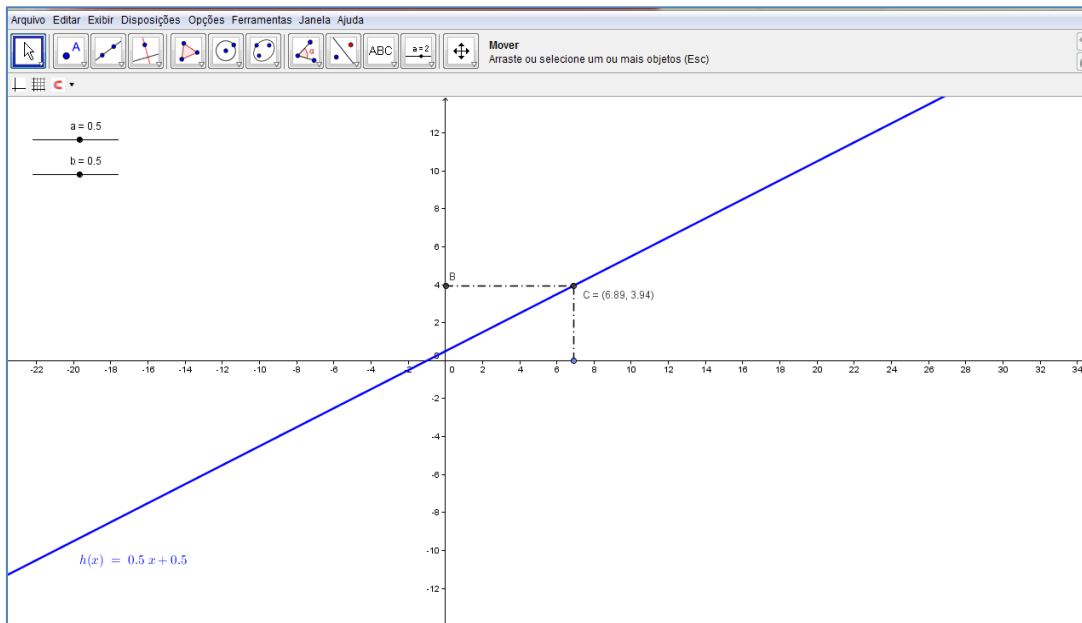 Arquivo Editar Exibir Disposições Opções Ferramentas Janela Ajuda
A
α
ABC
a=2
Mover
Arraste ou selecione um ou mais objetos (Esc)
a = 0.5
b = 0.5
12
10
8
6
4
2
0
B
C = (6.89, 3.94)
-22 -20 -18 -16 -14 -12 -10 -8 -6 -4 -2 0 2 4 6 8 10 12 14 16 18 20 22 24 26 28 30 32 34
-2
-4
-6
-8
-10
-12
h(x) = 0.5 x + 0.5